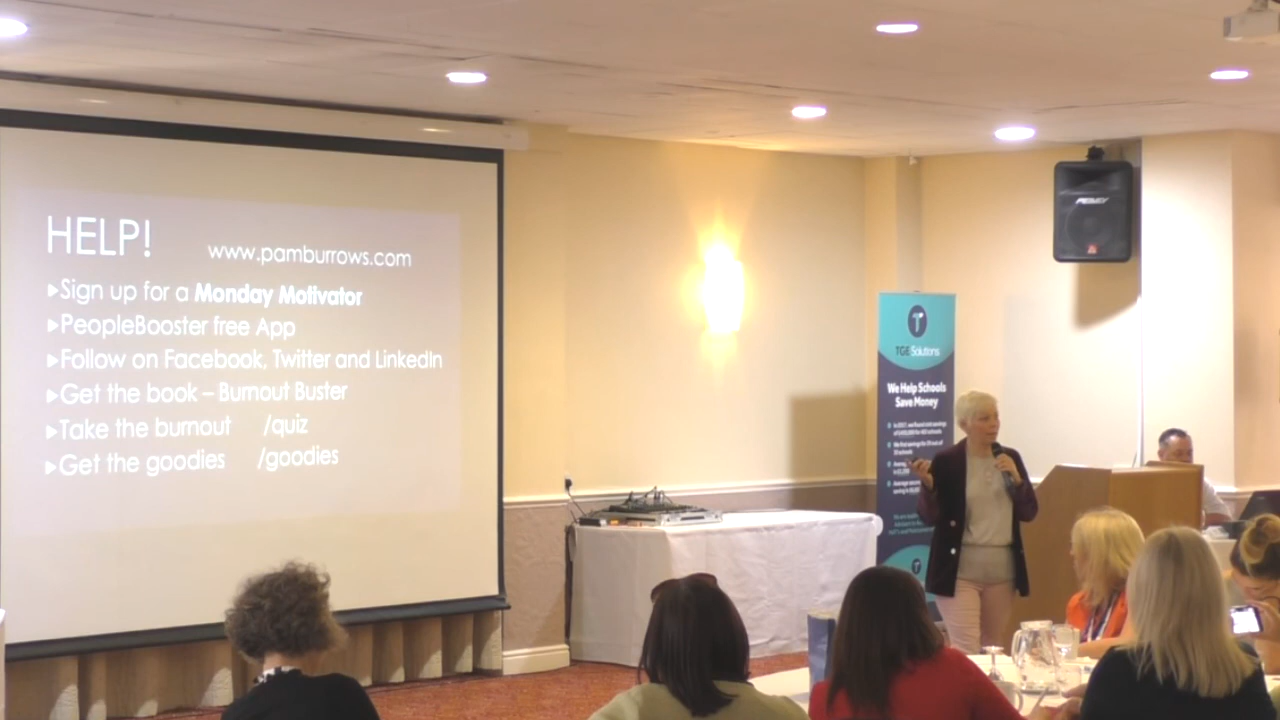 HELP!
www.pamburrows.com
Sign up for a Monday Motivator
PeopleBooster free App
Follow on Facebook, Twitter and LinkedIn
Get the book – Burnout Buster
Take the burnout /quiz
Get the goodies /goodies
PEAVEY
T
TGE Solutions
We Help Schools
Save Money